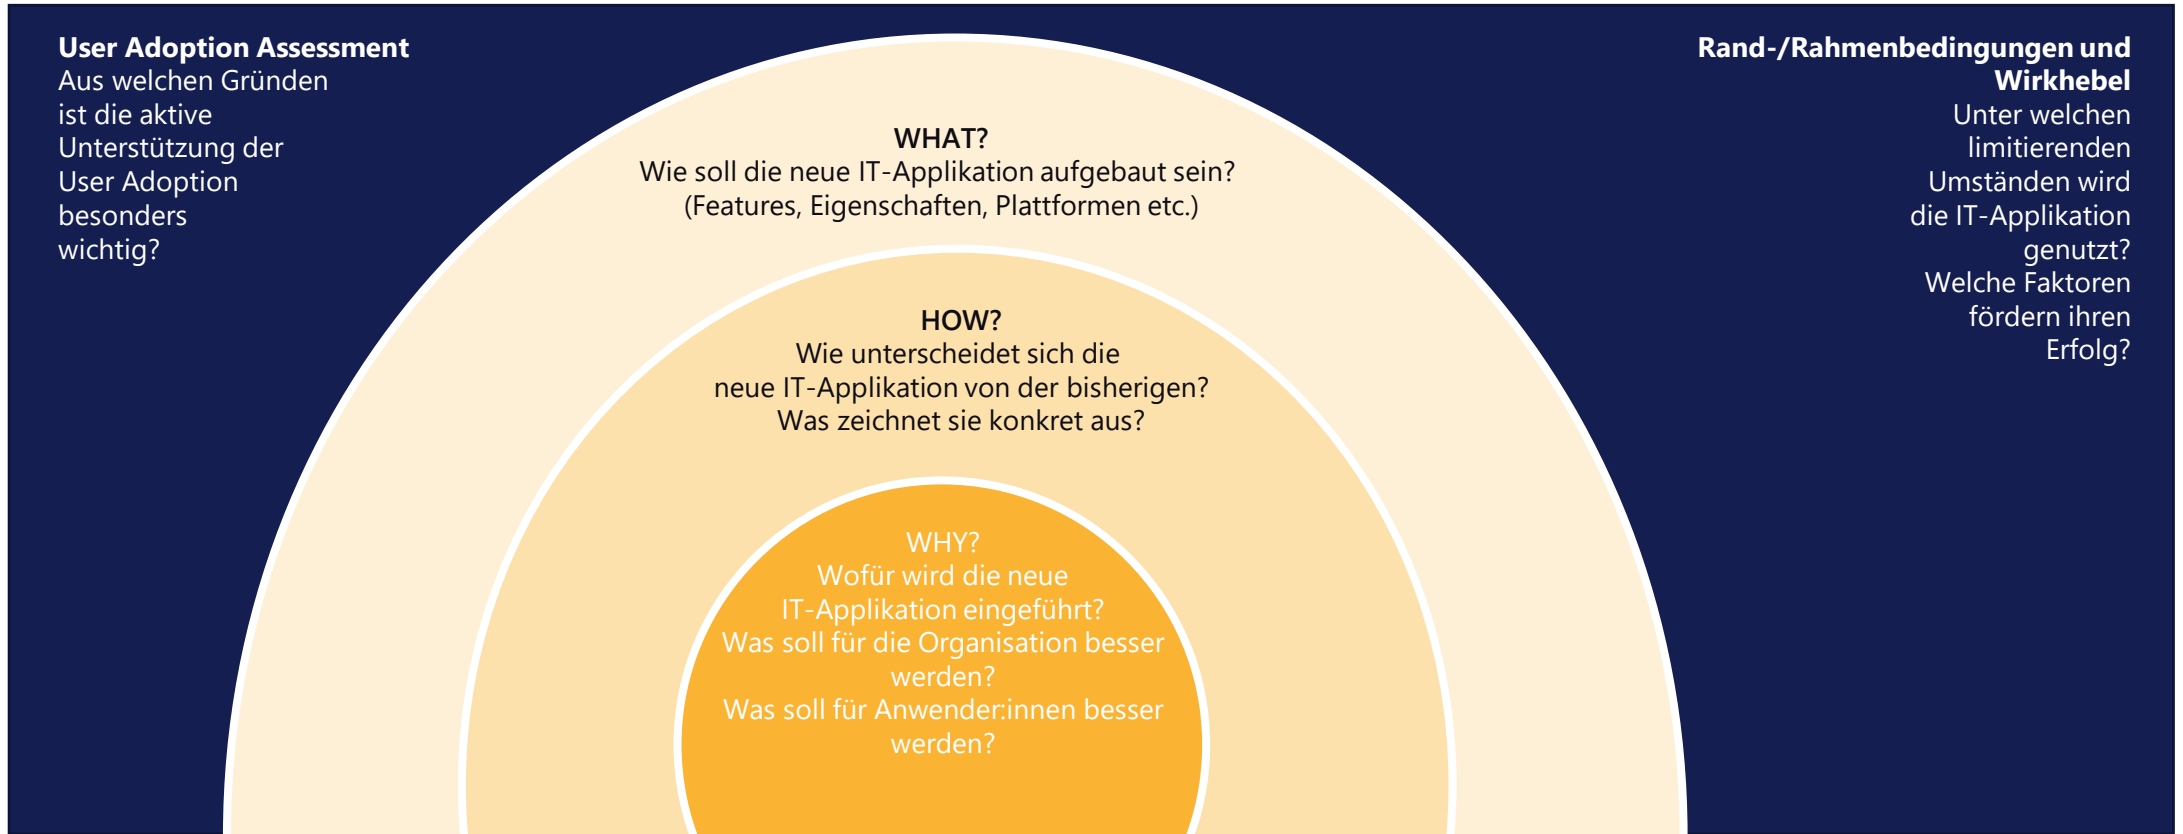 User Adoption Assessment
Aus welchen Gründen
ist die aktive
Unterstützung der
User Adoption
besonders
wichtig?
WHAT?
Wie soll die neue IT-Applikation aufgebaut sein?
(Features, Eigenschaften, Plattformen etc.)
HOW?
Wie unterscheidet sich die
neue IT-Applikation von der bisherigen?
Was zeichnet sie konkret aus?
WHY?
Wofür wird die neue
IT-Applikation eingeführt?
Was soll für die Organisation besser
werden?
Was soll für Anwender:innen besser
werden?
Rand-/Rahmenbedingungen und
Wirkhebel
Unter welchen
limitierenden
Umständen wird
die IT-Applikation
genutzt?
Welche Faktoren
fördern ihren
Erfolg?